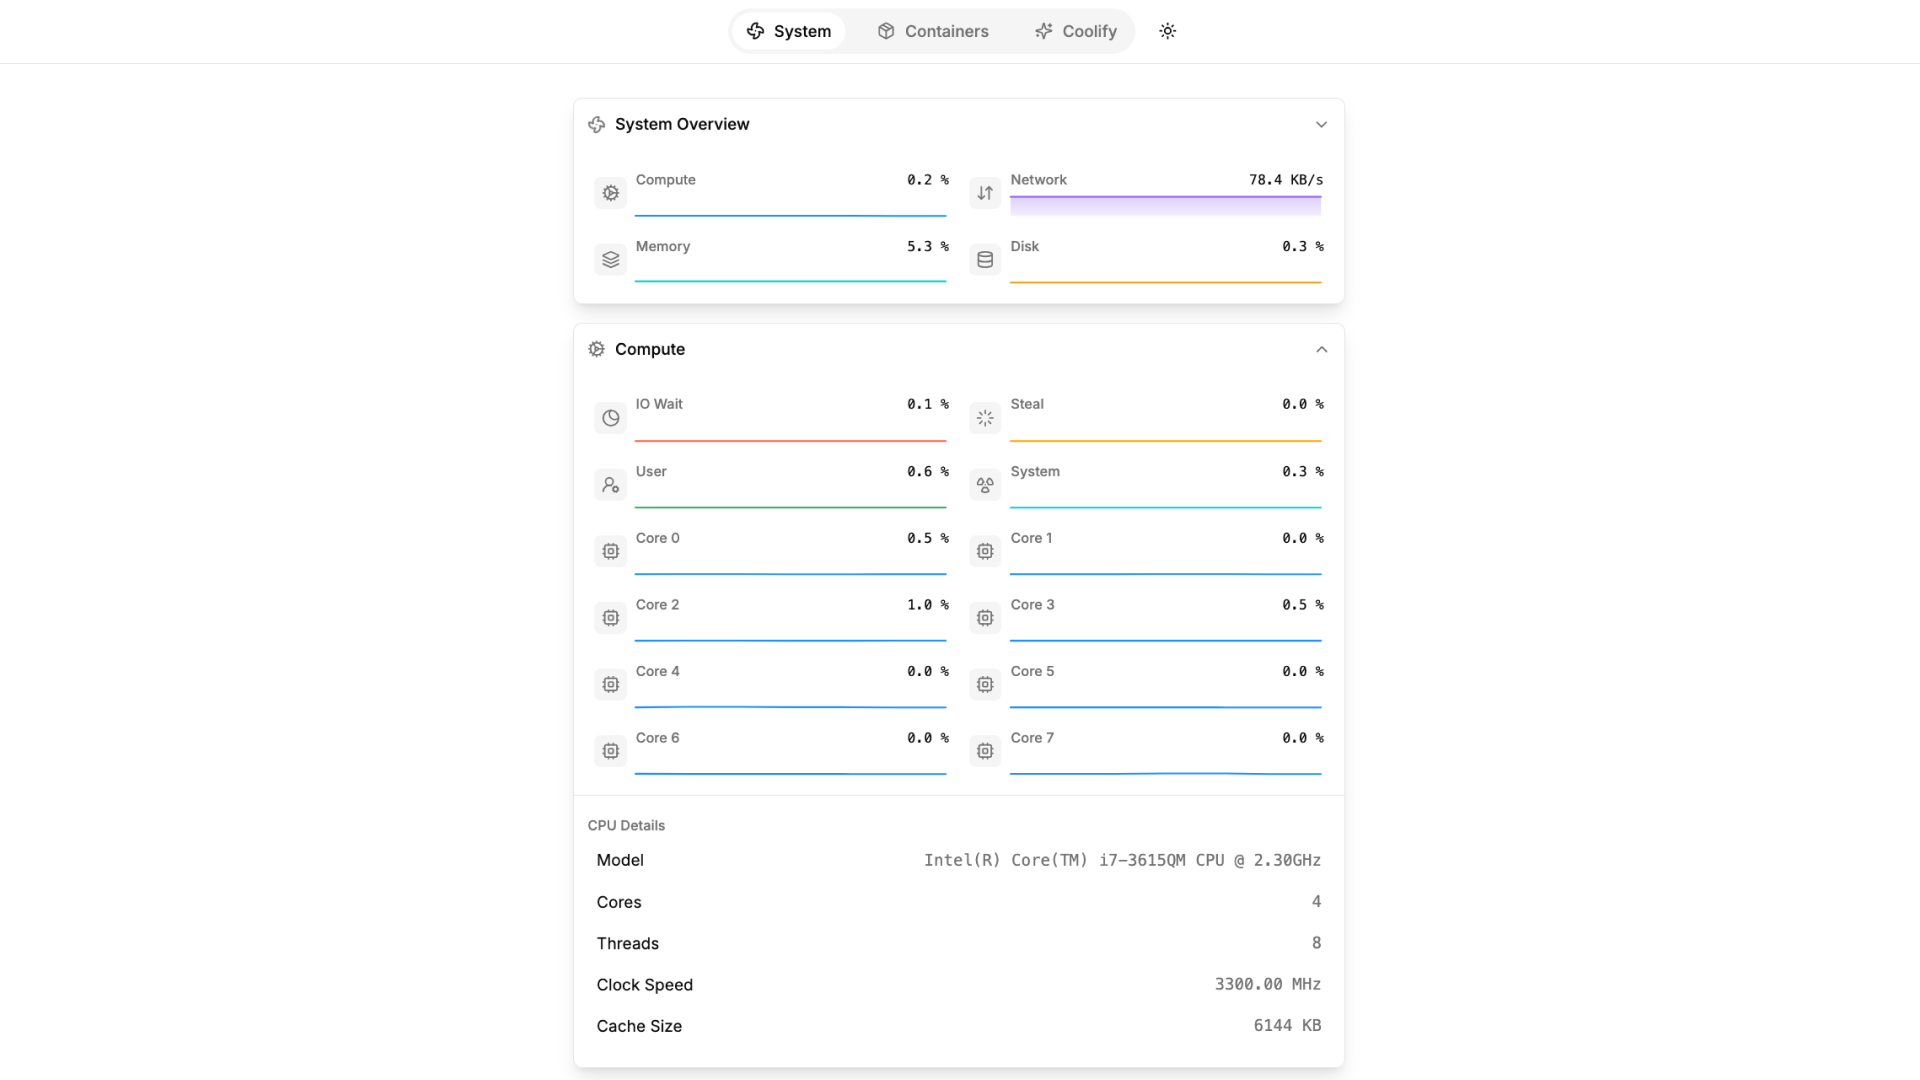 System Containers Coolify
System Overview
Compute 0.2 % Network 78.4 KB/s
Memory 5.3 % Disk 0.3 %
Compute
IO Wait 0.1 % Steal 0.0 %
User 0.6 % System 0.3 %
Core 0 0.5 % Core 1 0.0 %
Core 2 1.0 % Core 3 0.5 %
Core 4 0.0 % Core 5 0.0 %
Core 6 0.0 % Core 7 0.0 %
CPU Details
Model Intel(R) Core(TM) i7-3615QM CPU @ 2.30GHz
Cores 4
Threads 8
Clock Speed 3300.00 MHz
Cache Size 6144 KB